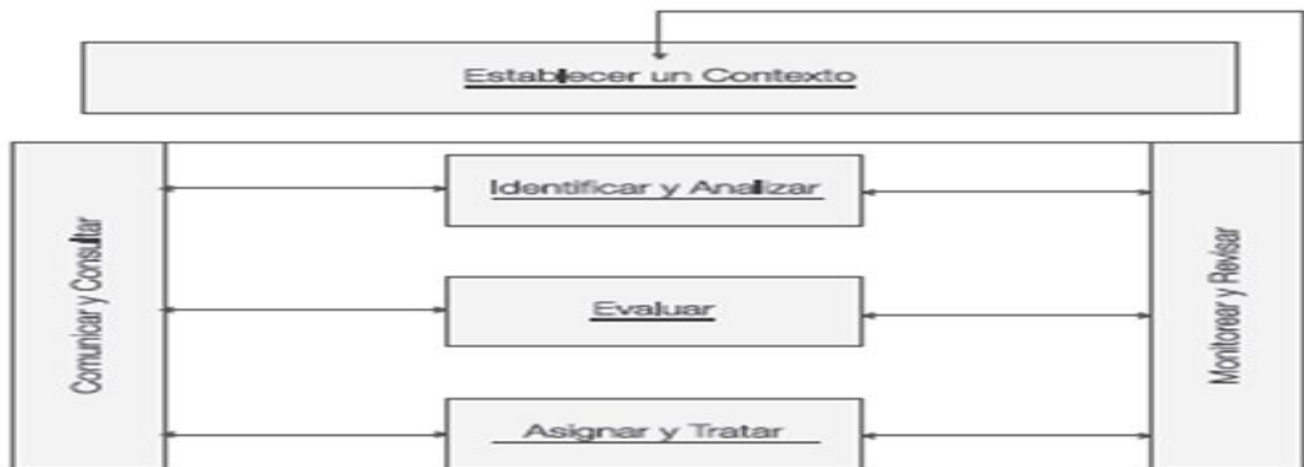 Establecer un Contexto
Identificar y Analizar
Comunicar y Consultar
Evaluar
Monitorear y Revisar
Asignar y Tratar